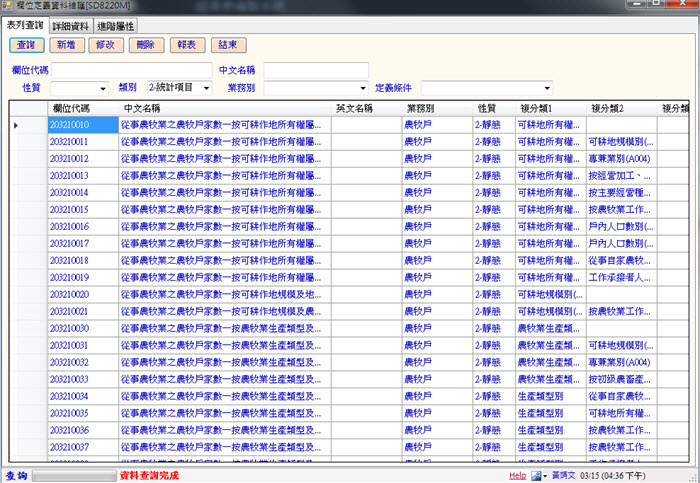 欄位定義資料維護[SD8220M]
表列查詢 詳細資料 進階屬性
查詢 新增 修改 刪除 報表 結束
欄位代碼 中文名稱
性質 類別 2-統計項目 業務別 定義條件
欄位代碼 中文名稱 英文名稱 業務別 性質 複分類1 複分類2 複分類
203210010 從事農牧業之農牧戶家數一按可耕作地所有權屬... 農牧戶 2-靜態 可耕地所有權...
203210011 從事農牧業之農牧戶家數一按可耕作地所有權屬... 農牧戶 2-靜態 可耕地所有權... 可耕地規模別(...
203210012 從事農牧業之農牧戶家數一按可耕作地所有權屬... 農牧戶 2-靜態 可耕地所有權... 專兼業別(A004)
203210013 從事農牧業之農牧戶家數一按可耕作地所有權屬... 農牧戶 2-靜態 可耕地所有權... 按經營加工、...
203210014 從事農牧業之農牧戶家數一按可耕作地所有權屬... 農牧戶 2-靜態 可耕地所有權... 按主要經營種...
203210015 從事農牧業之農牧戶家數一按可耕作地所有權屬... 農牧戶 2-靜態 可耕地所有權... 按農牧業工作...
203210016 從事農牧業之農牧戶家數一按可耕作地所有權屬... 農牧戶 2-靜態 可耕地所有權... 戶內人口數別(...
203210017 從事農牧業之農牧戶家數一按可耕作地所有權屬... 農牧戶 2-靜態 可耕地所有權... 戶內人口數別(...
203210018 從事農牧業之農牧戶家數一按可耕作地所有權屬... 農牧戶 2-靜態 可耕地所有權... 從事自家農牧...
203210019 從事農牧業之農牧戶家數一按可耕作地所有權屬... 農牧戶 2-靜態 可耕地所有權... 工作承接者人...
203210020 從事農牧業之農牧戶家數一按可耕作地規模及地... 農牧戶 2-靜態 可耕地規模別(...
203210021 從事農牧業之農牧戶家數一按可耕作地規模及農... 農牧戶 2-靜態 可耕地規模別(... 按農牧業工作...
203210030 從事農牧業之農牧戶家數一按農牧業生產類型及... 農牧戶 2-靜態 農牧業生產類...
203210031 從事農牧業之農牧戶家數一按農牧業生產類型及... 農牧戶 2-靜態 農牧業生產類... 可耕地規模別(...
203210032 從事農牧業之農牧戶家數一按農牧業生產類型及... 農牧戶 2-靜態 農牧業生產類... 專兼業別(A004)
203210033 從事農牧業之農牧戶家數一按農牧業生產類型及... 農牧戶 2-靜態 農牧業生產類... 按初級農畜產...
203210034 從事農牧業之農牧戶家數一按農牧業生產類型及... 農牧戶 2-靜態 生產類型別 從事自家農牧...
203210035 從事農牧業之農牧戶家數一按農牧業生產類型及... 農牧戶 2-靜態 生產類型別 可耕地所有權...
203210036 從事農牧業之農牧戶家數一按農牧業生產類型及... 農牧戶 2-靜態 生產類型別 按農牧業工作...
203210037 從事農牧業之農牧戶家數一按農牧業生產類型及... 農牧戶 2-靜態 生產類型別 戶內人口數別(...
查詢 資料查詢完成 Help 03/15 (04:36 下午)